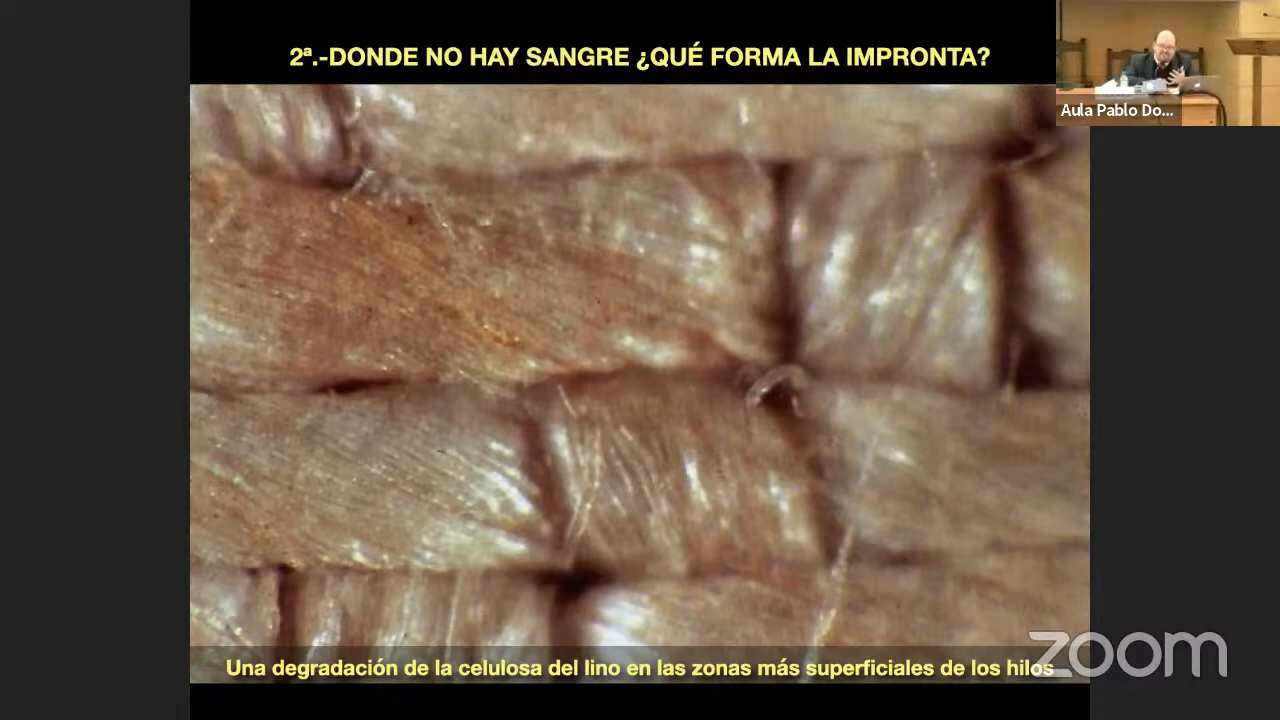 2ª.-DONDE NO HAY SANGRE ¿QUÉ FORMA LA IMPRONTA?
Aula Pablo Do...
Una degradación de la celulosa del lino en las zonas más superficiales de los hilos
zoom